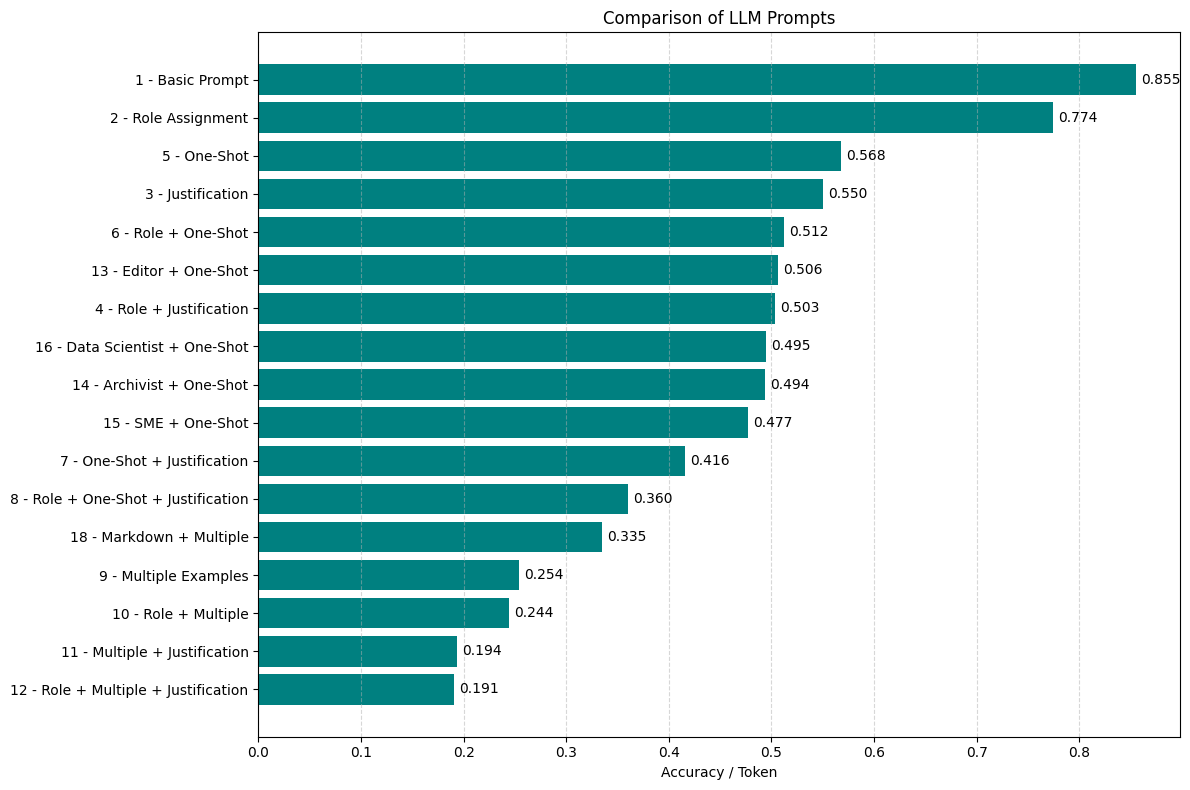 Comparison of LLM Prompts
1 - Basic Prompt 0.855
2 - Role Assignment 0.774
5 - One-Shot 0.568
3 - Justification 0.550
6 - Role + One-Shot 0.512
13 - Editor + One-Shot 0.506
4 - Role + Justification 0.503
16 - Data Scientist + One-Shot 0.495
14 - Archivist + One-Shot 0.494
15 - SME + One-Shot 0.477
7 - One-Shot + Justification 0.416
8 - Role + One-Shot + Justification 0.360
18 - Markdown + Multiple 0.335
9 - Multiple Examples 0.254
10 - Role + Multiple 0.244
11 - Multiple + Justification 0.194
12 - Role + Multiple + Justification 0.191
0.0 0.1 0.2 0.3 0.4 0.5 0.6 0.7 0.8
Accuracy / Token